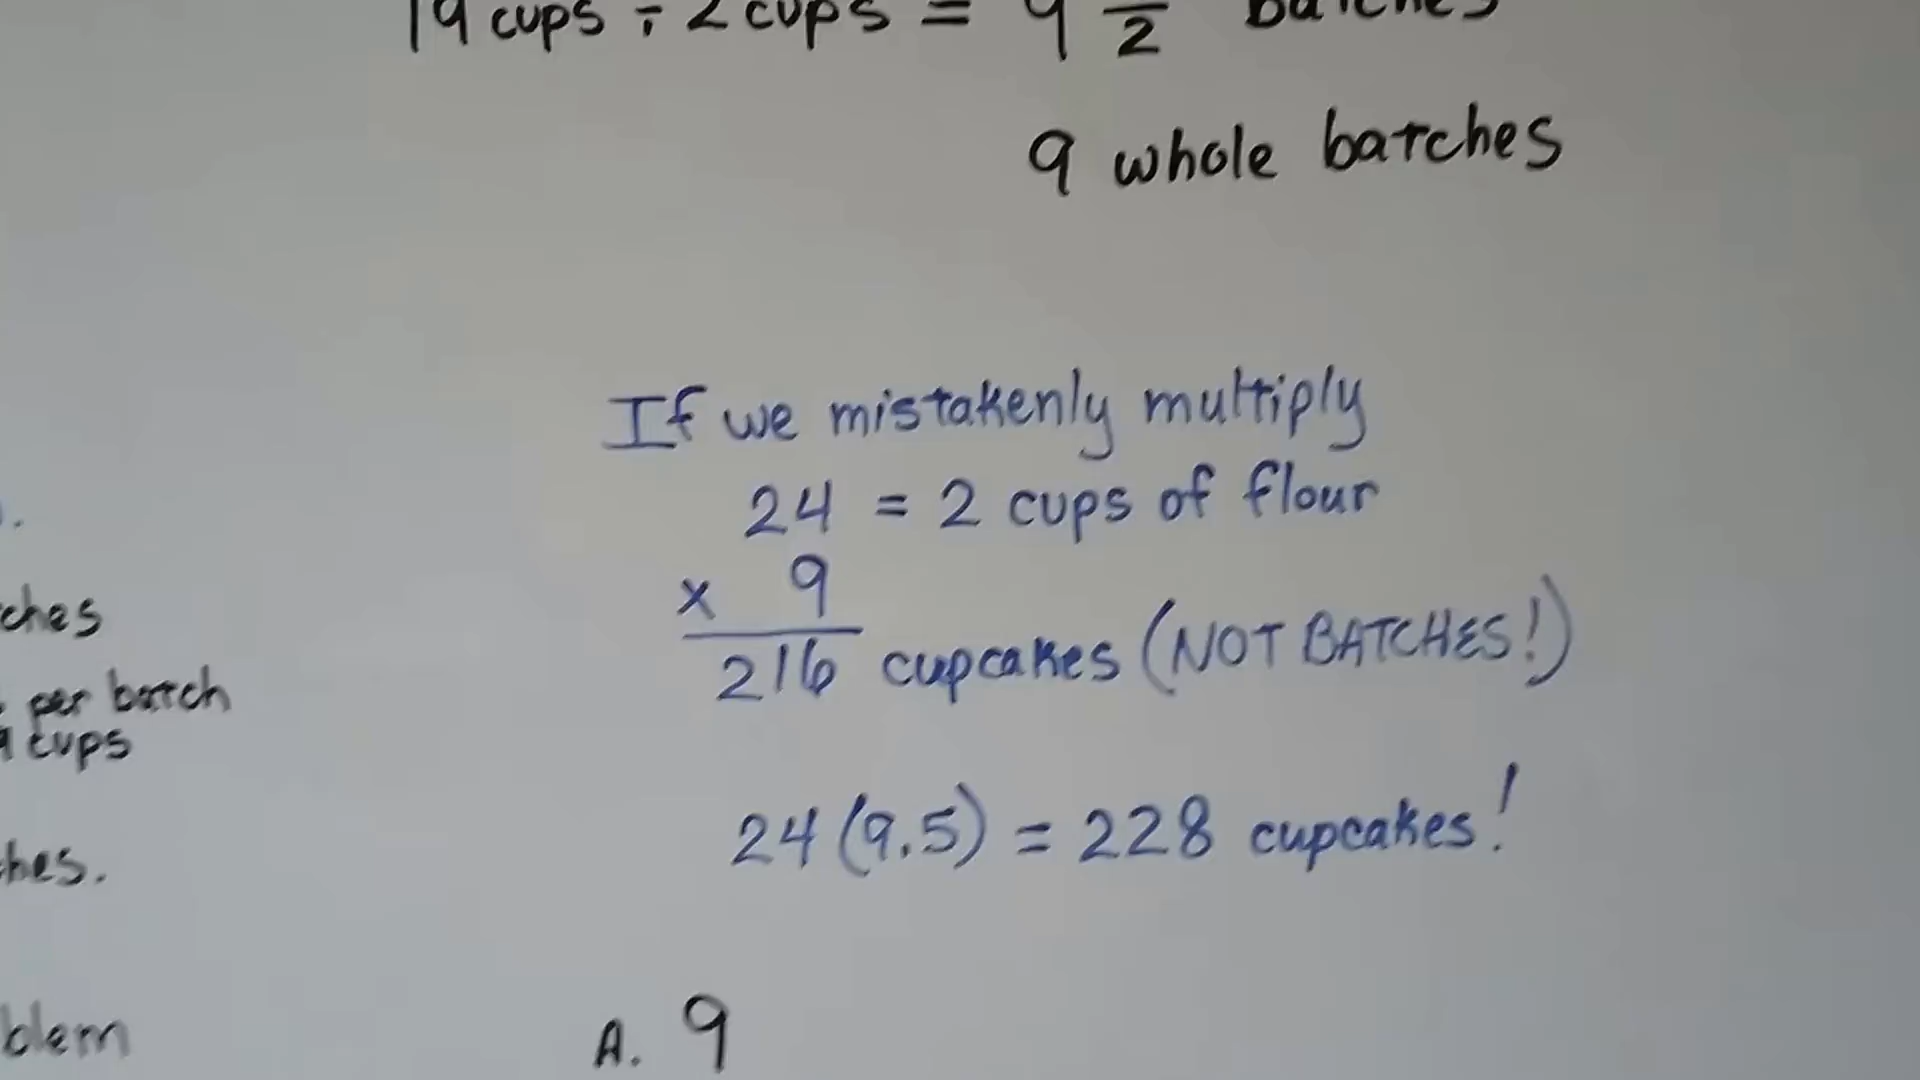 19 cups ÷ 2 cups = 9 1/2 batches
9 whole batches
If we mistakenly multiply
24 = 2 cups of flour
x 9
216 cupcakes (NOT BATCHES!)
24 (9.5) = 228 cupcakes!
ches
per batch
cups
hes.
blem
A. 9